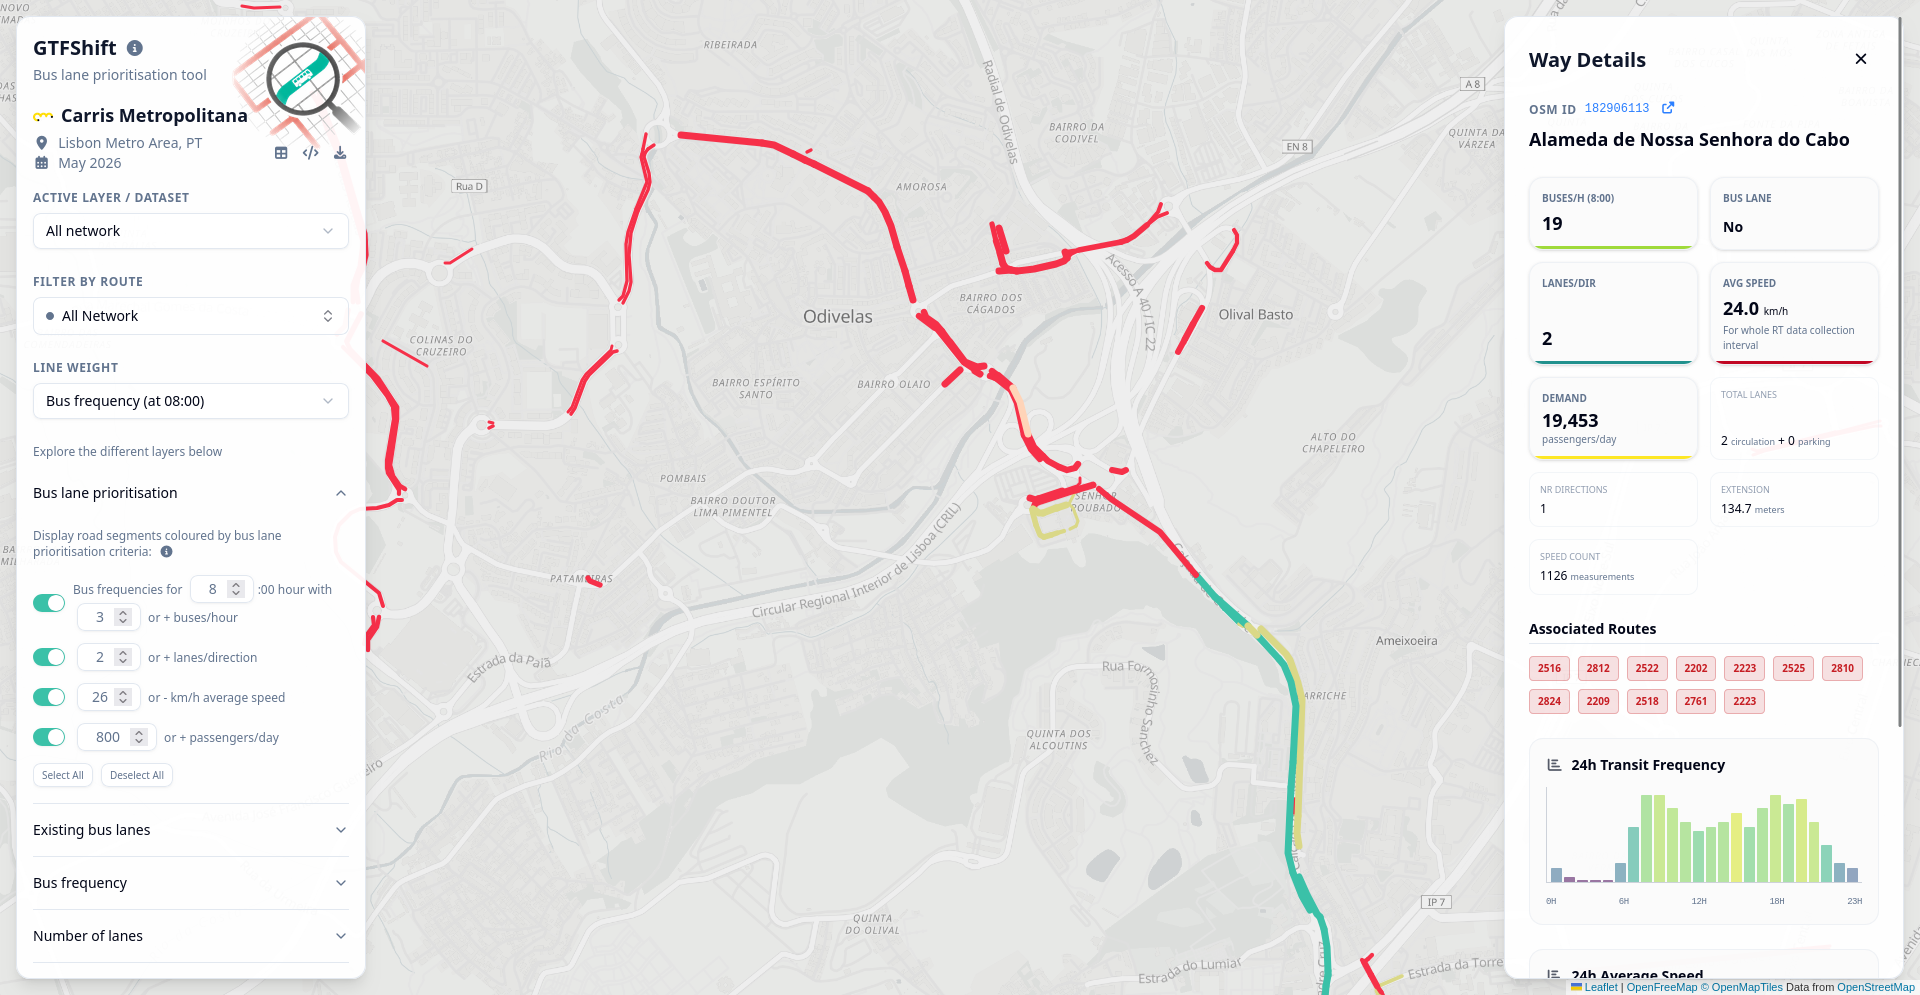 GTFShift
Bus lane prioritisation tool
Carris Metropolitana
Lisbon Metro Area, PT
May 2026
ACTIVE LAYER / DATASET
All network
FILTER BY ROUTE
All Network
LINE WEIGHT
Bus frequency (at 08:00)
Explore the different layers below
Bus lane prioritisation
Display road segments coloured by bus lane
prioritisation criteria:
Bus frequencies for 8 :00 hour with
3 or + buses/hour
2 or + lanes/direction
26 or - km/h average speed
800 or + passengers/day
Select All
Deselect All
Existing bus lanes
Bus frequency
Number of lanes
RIBEIRADA
Radial de Odivelas
A 8
BAIRRO DA
CODIVEL
EN 8
QUINTA DA
VÁRZEA
Rua D
AMOROSA
Acesso A 40 / IC 22
BAIRRO DOS
CÁGADOS
Odivelas
Olival Basto
COLINAS DO
CRUZEIRO
BAIRRO ESPÍRITO
SANTO
BAIRRO OLAIO
ALTO DO
CHAPELEIRO
POMBAIS
BAIRRO DOUTOR
LIMA PIMENTEL
SENHOR
ROUBADO
Circular Regional Interior de Lisboa (CRIL)
Estrada da Paiã
Rio da Costo
Rua Formosinho Sanchez
Ameixoeira
QUINTA DOS
ALCOUTINS
QUINTA
DO OLIVAL
IP 7
Estrada do Lumiar
Estrada da Torre
Way Details
OSM ID 182906113
Alameda de Nossa Senhora do Cabo
BUSES/H (8:00)
19
BUS LANE
No
LANES/DIR
2
AVG SPEED
24.0 km/h
For whole RT data collection
interval
DEMAND
19,453
passengers/day
TOTAL LANES
2 circulation + 0 parking
NR DIRECTIONS
1
EXTENSION
134.7 meters
SPEED COUNT
1126 measurements
Associated Routes
2516 2812 2522 2202 2223 2525 2810
2824 2209 2518 2761 2223
24h Transit Frequency
0H 6H 12H 18H 23H
24h Average Speed
Leaflet | OpenFreeMap © OpenMapTiles Data from OpenStreetMap